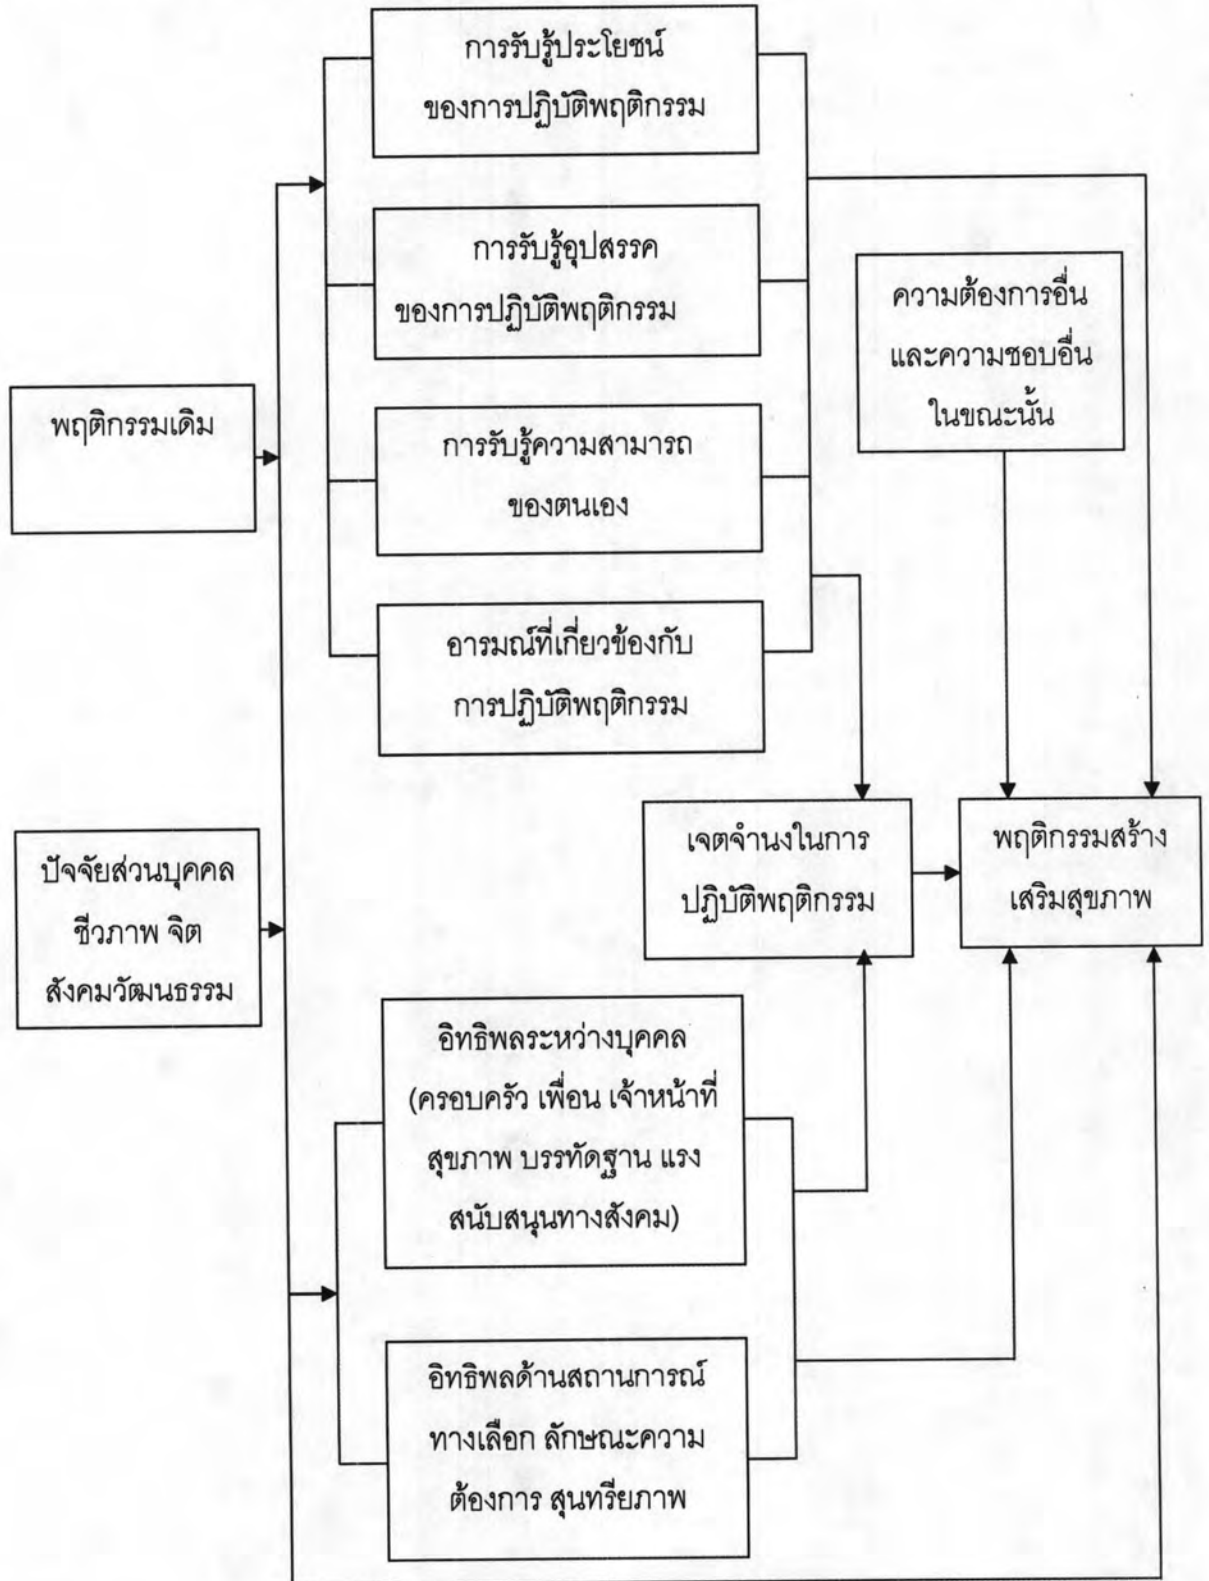 การรับรู้ประโยชน์
ของการปฏิบัติพฤติกรรม
การรับรู้อุปสรรค
ของการปฏิบัติพฤติกรรม
ความต้องการอื่น
และความชอบอื่น
ในขณะนั้น
พฤติกรรมเดิม
การรับรู้ความสามารถ
ของตนเอง
อารมณ์ที่เกี่ยวข้องกับ
การปฏิบัติพฤติกรรม
ปัจจัยส่วนบุคคล
ชีวภาพ จิต
สังคมวัฒนธรรม
เจตจำนงในการ
ปฏิบัติพฤติกรรม
พฤติกรรมสร้าง
เสริมสุขภาพ
อิทธิพลระหว่างบุคคล
(ครอบครัว เพื่อน เจ้าหน้าที่
สุขภาพ บรรทัดฐาน แรง
สนับสนุนทางสังคม)
อิทธิพลด้านสถานการณ์
ทางเลือก ลักษณะความ
ต้องการ สุนทรียภาพ